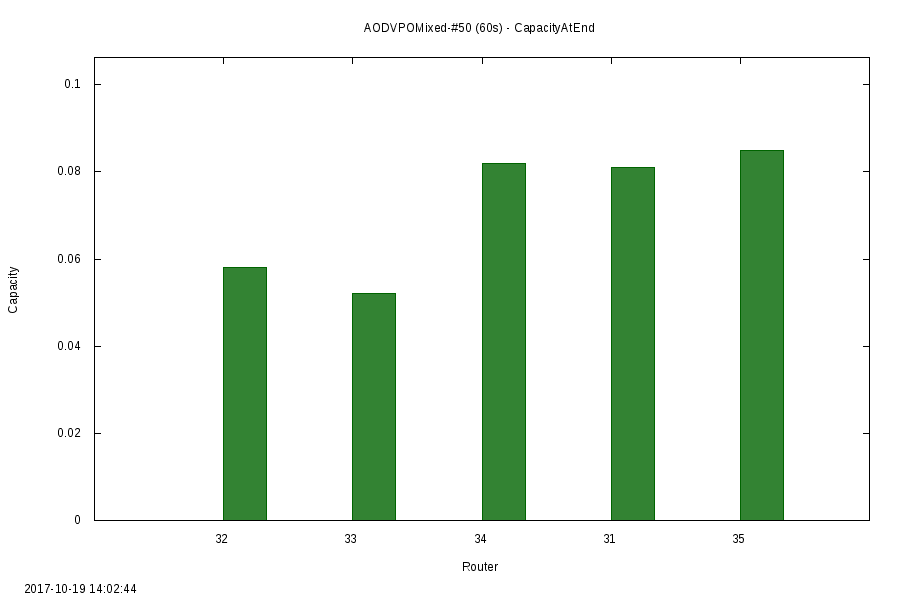 AODVPOMixed-#50 (60s) - CapacityAtEnd
0.1
0.08
0.06
0.04
0.02
0
Capacity
32 33 34 31 35
Router
2017-10-19 14:02:44